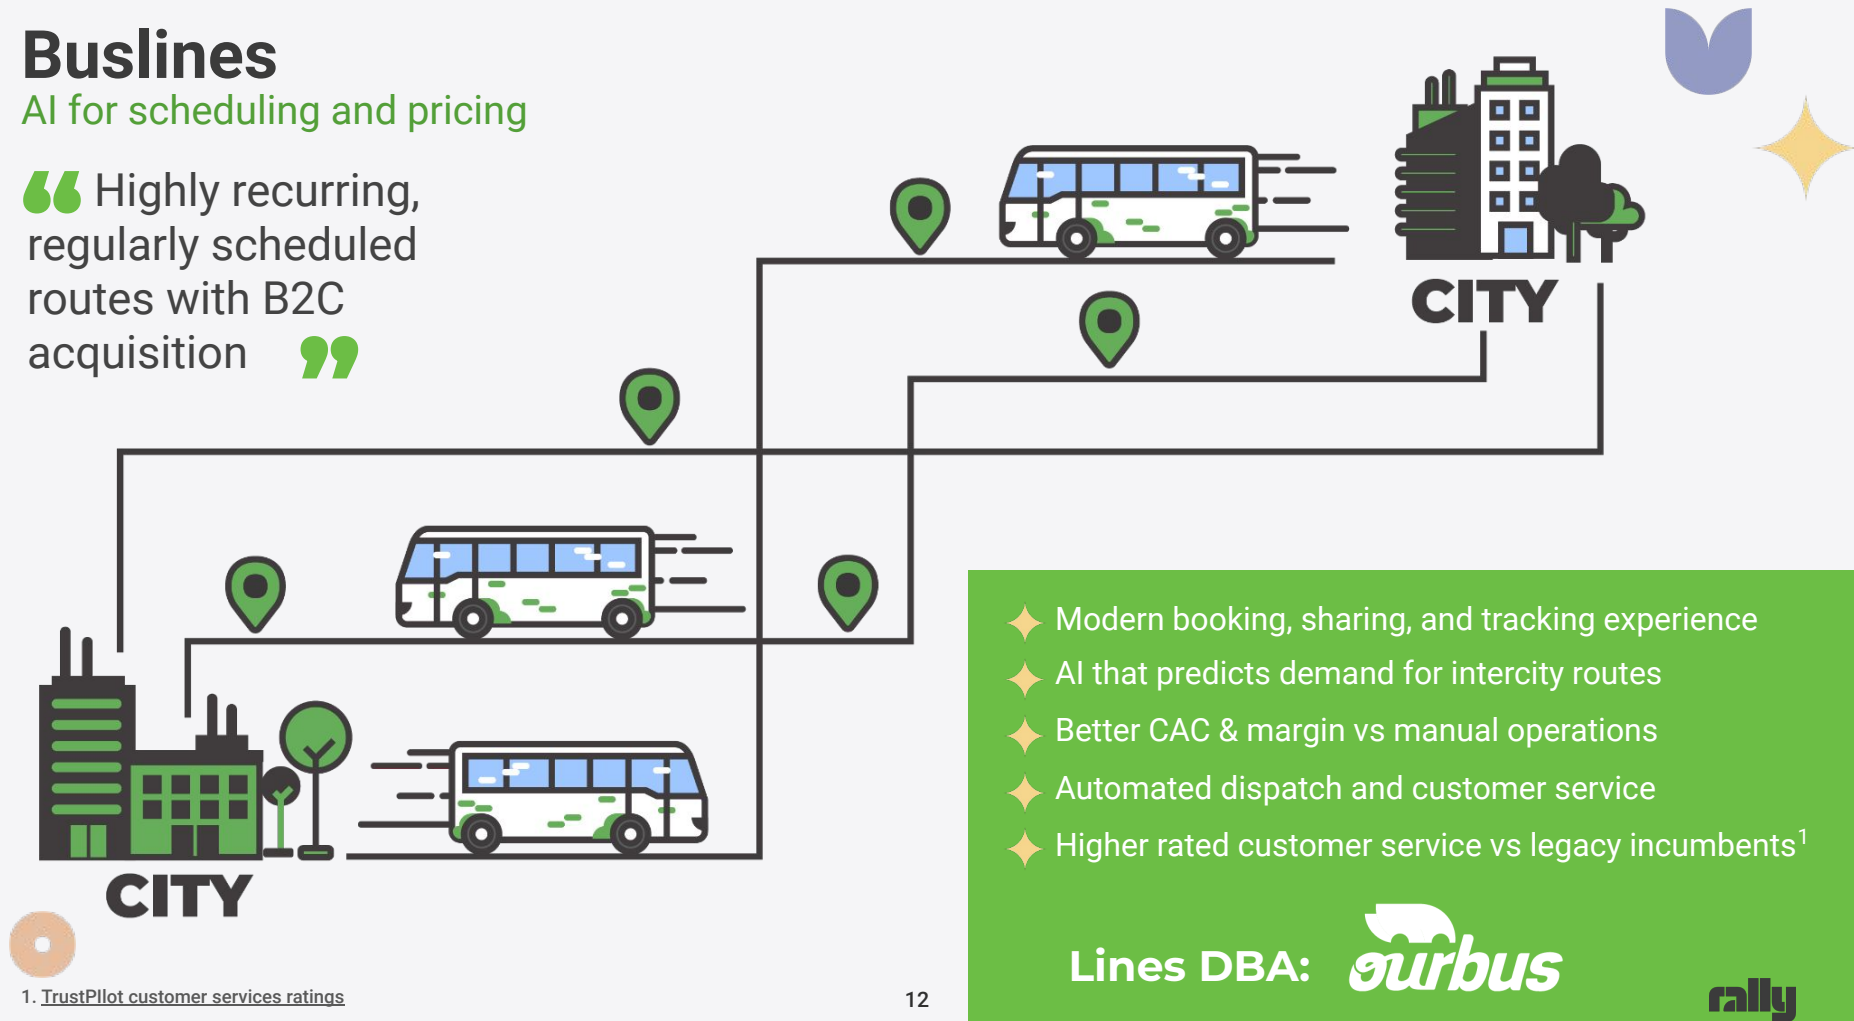 Buslines
AI for scheduling and pricing
“ Highly recurring,
regularly scheduled
routes with B2C
acquisition ”
CITY
CITY
Modern booking, sharing, and tracking experience
AI that predicts demand for intercity routes
Better CAC & margin vs manual operations
Automated dispatch and customer service
Higher rated customer service vs legacy incumbents1
Lines DBA: ourbus
1. TrustPIlot customer services ratings
12
rally